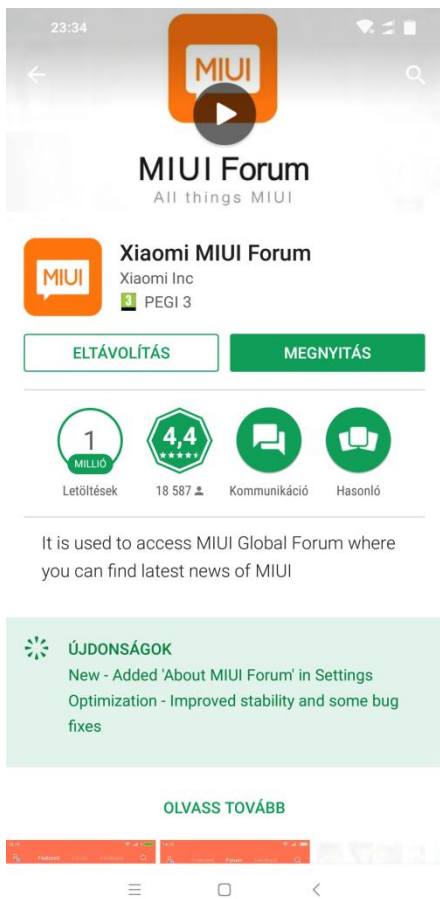 23:34
MIUI
MIUI Forum
All things MIUI
MIUI
Xiaomi MIUI Forum
Xiaomi Inc
3 PEGI 3
ELTÁVOLÍTÁS
MEGNYITÁS
1
MILLIÓ
4,4
Letöltések
18 587
Kommunikáció
Hasonló
It is used to access MIUI Global Forum where
you can find latest news of MIUI
ÚJDONSÁGOK
New - Added 'About MIUI Forum' in Settings
Optimization - Improved stability and some bug
fixes
OLVASS TOVÁBB
Featured
Forum